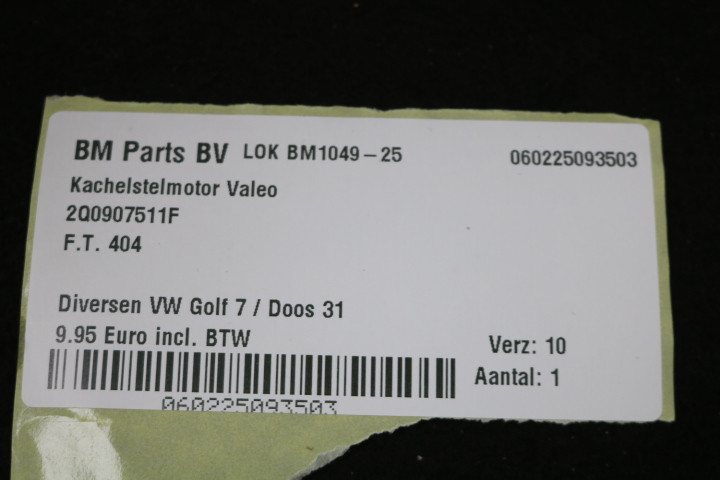 BM Parts BV LOK BM1049-25 060225093503
Kachelstelmotor Valeo
2Q0907511F
F.T. 404
Diversen VW Golf 7 / Doos 31
9.95 Euro incl. BTW
Verz: 10
Aantal: 1
060225093503